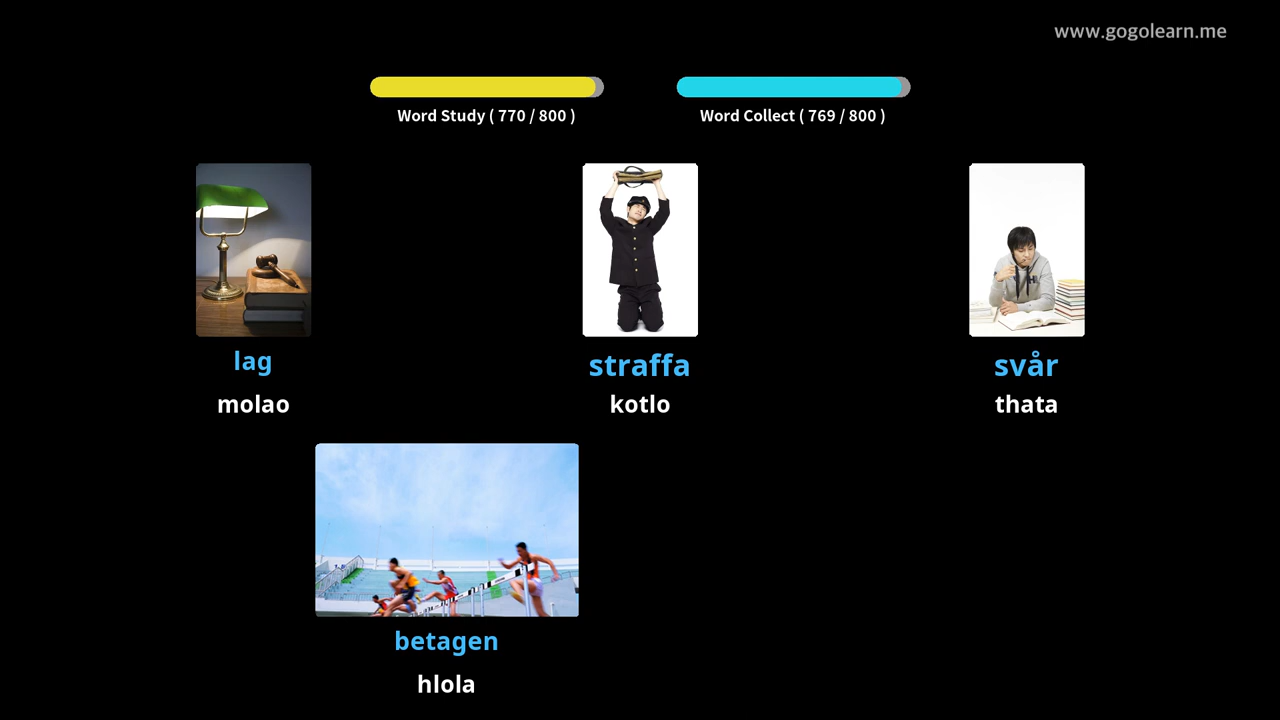 www.gogolearn.me
Word Study ( 770 / 800 )
Word Collect ( 769 / 800 )
lag
molao
straffa
kotlo
svår
thata
betagen
hlola